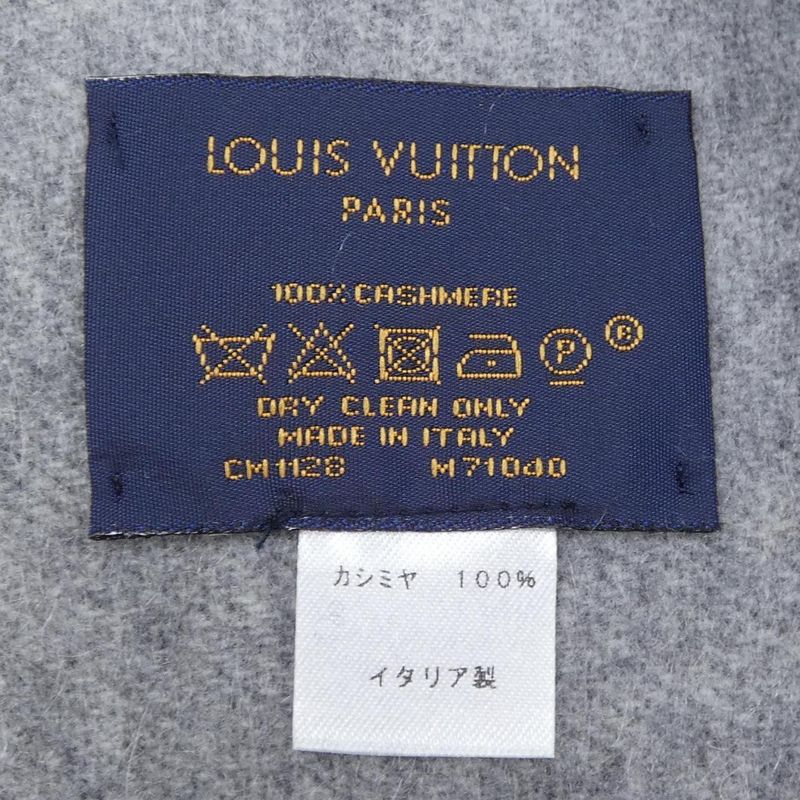 LOUIS VUITTON
PARIS
100% CASHMERE
P ®
DRY CLEAN ONLY
MADE IN ITALY
CM1128 M71040
カシミヤ 100%
イタリア製